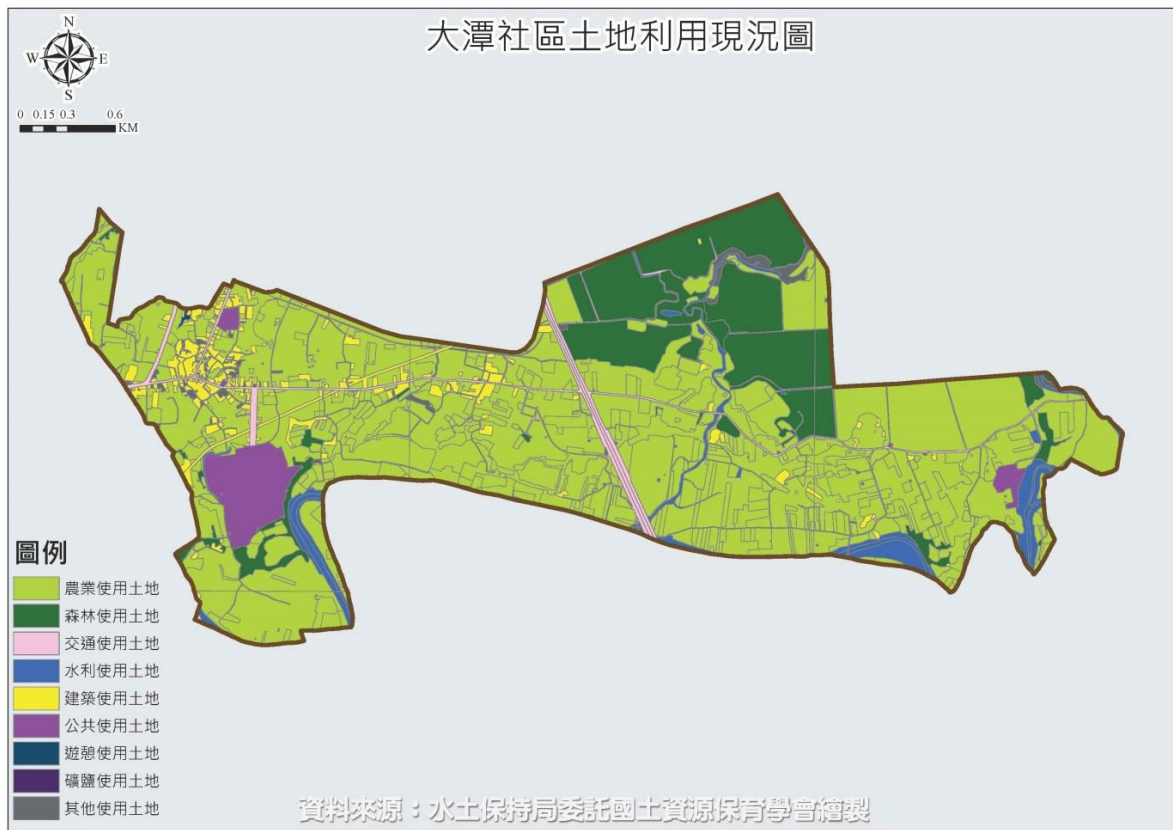 大潭社區土地利用現況圖
N
W E
S
0 0.15 0.3 0.6
KM
圖例
農業使用土地
森林使用土地
交通使用土地
水利使用土地
建築使用土地
公共使用土地
遊憩使用土地
礦鹽使用土地
其他使用土地
資料來源：水土保持局委託國土資源保育學會繪製